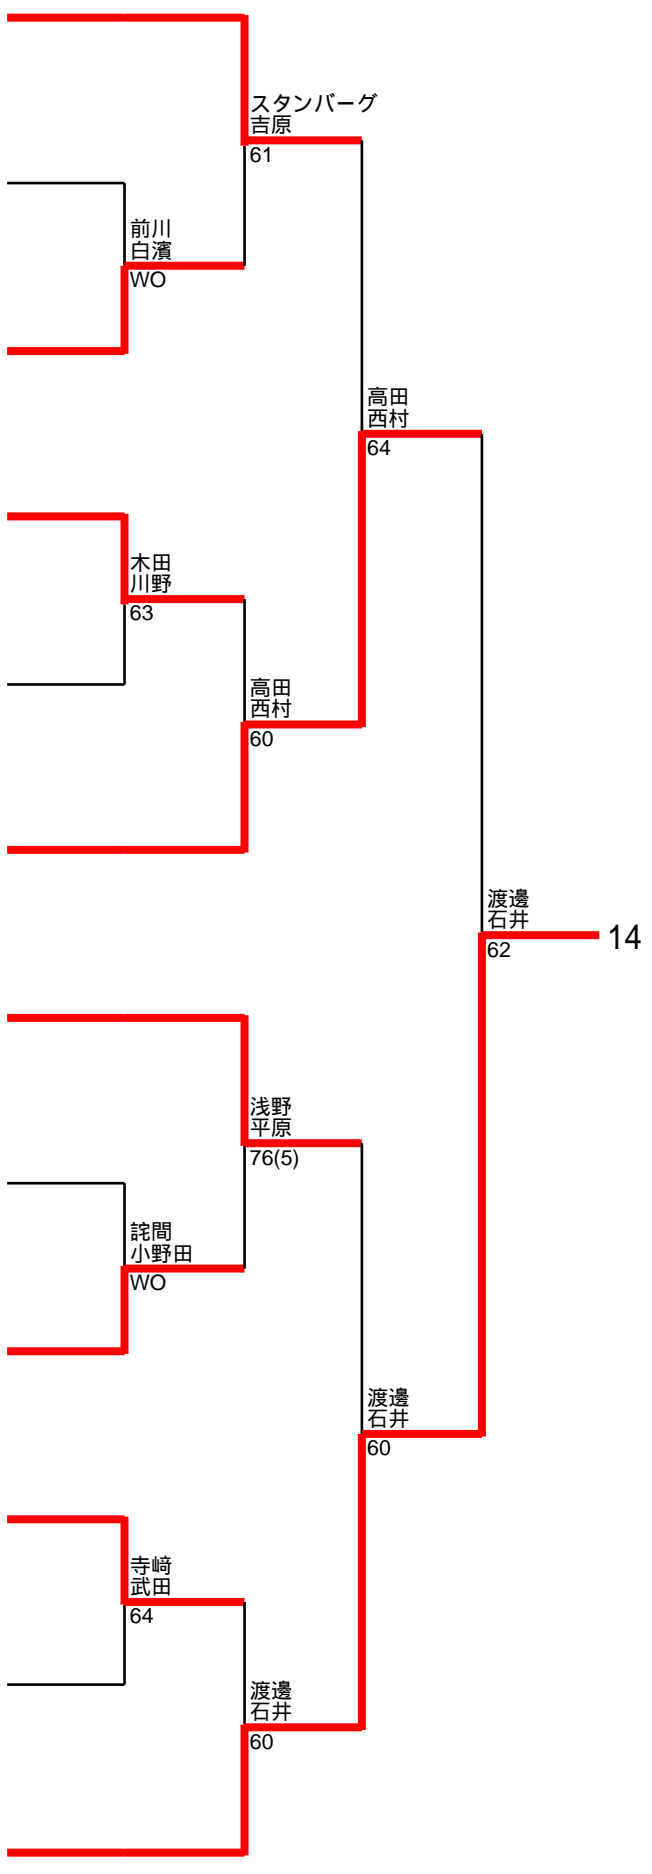 スタンバーグ
吉原
61
前川
白濱
WO
高田
西村
64
木田
川野
63
高田
西村
60
渡邊
石井
62
14
浅野
平原
76(5)
詫間
小野田
WO
渡邊
石井
60
寺﨑
武田
64
渡邊
石井
60